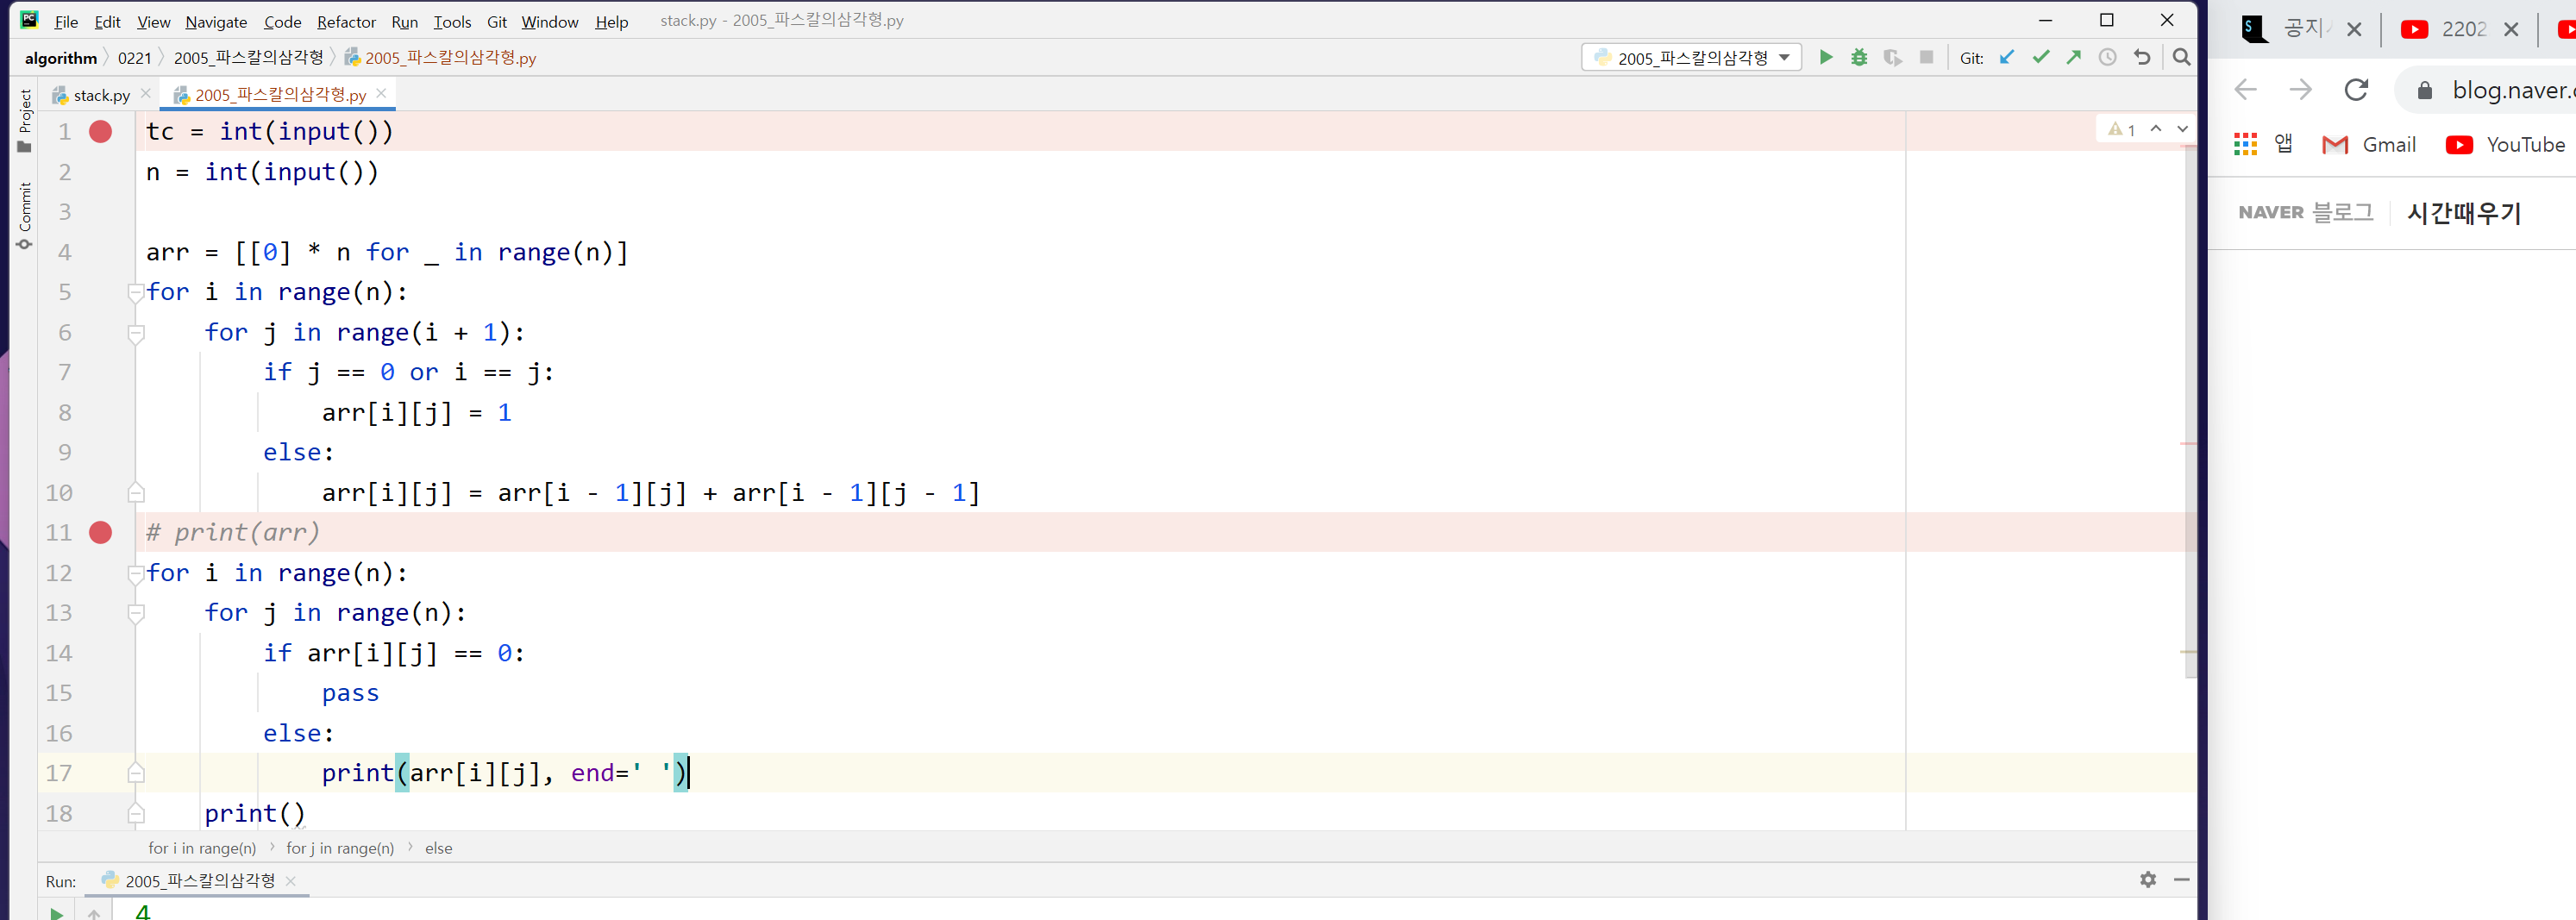 File Edit View Navigate Code Refactor Run Tools Git Window Help stack.py - 2005_파스칼의삼각형.py
algorithm 0221 2005_파스칼의삼각형 2005_파스칼의삼각형.py 2005_파스칼의삼각형 Git:
stack.py 2005_파스칼의삼각형.py
Project
Commit
1 tc = int(input())
2 n = int(input())
3
4 arr = [[0] * n for _ in range(n)]
5 for i in range(n):
6 for j in range(i + 1):
7 if j == 0 or i == j:
8 arr[i][j] = 1
9 else:
10 arr[i][j] = arr[i - 1][j] + arr[i - 1][j - 1]
11 # print(arr)
12 for i in range(n):
13 for j in range(n):
14 if arr[i][j] == 0:
15 pass
16 else:
17 print(arr[i][j], end=' ')
18 print()
1
for i in range(n) for j in range(n) else
Run: 2005_파스칼의삼각형
4
공지 2202
blog.naver.
앱 Gmail YouTube
NAVER 블로그 시간때우기